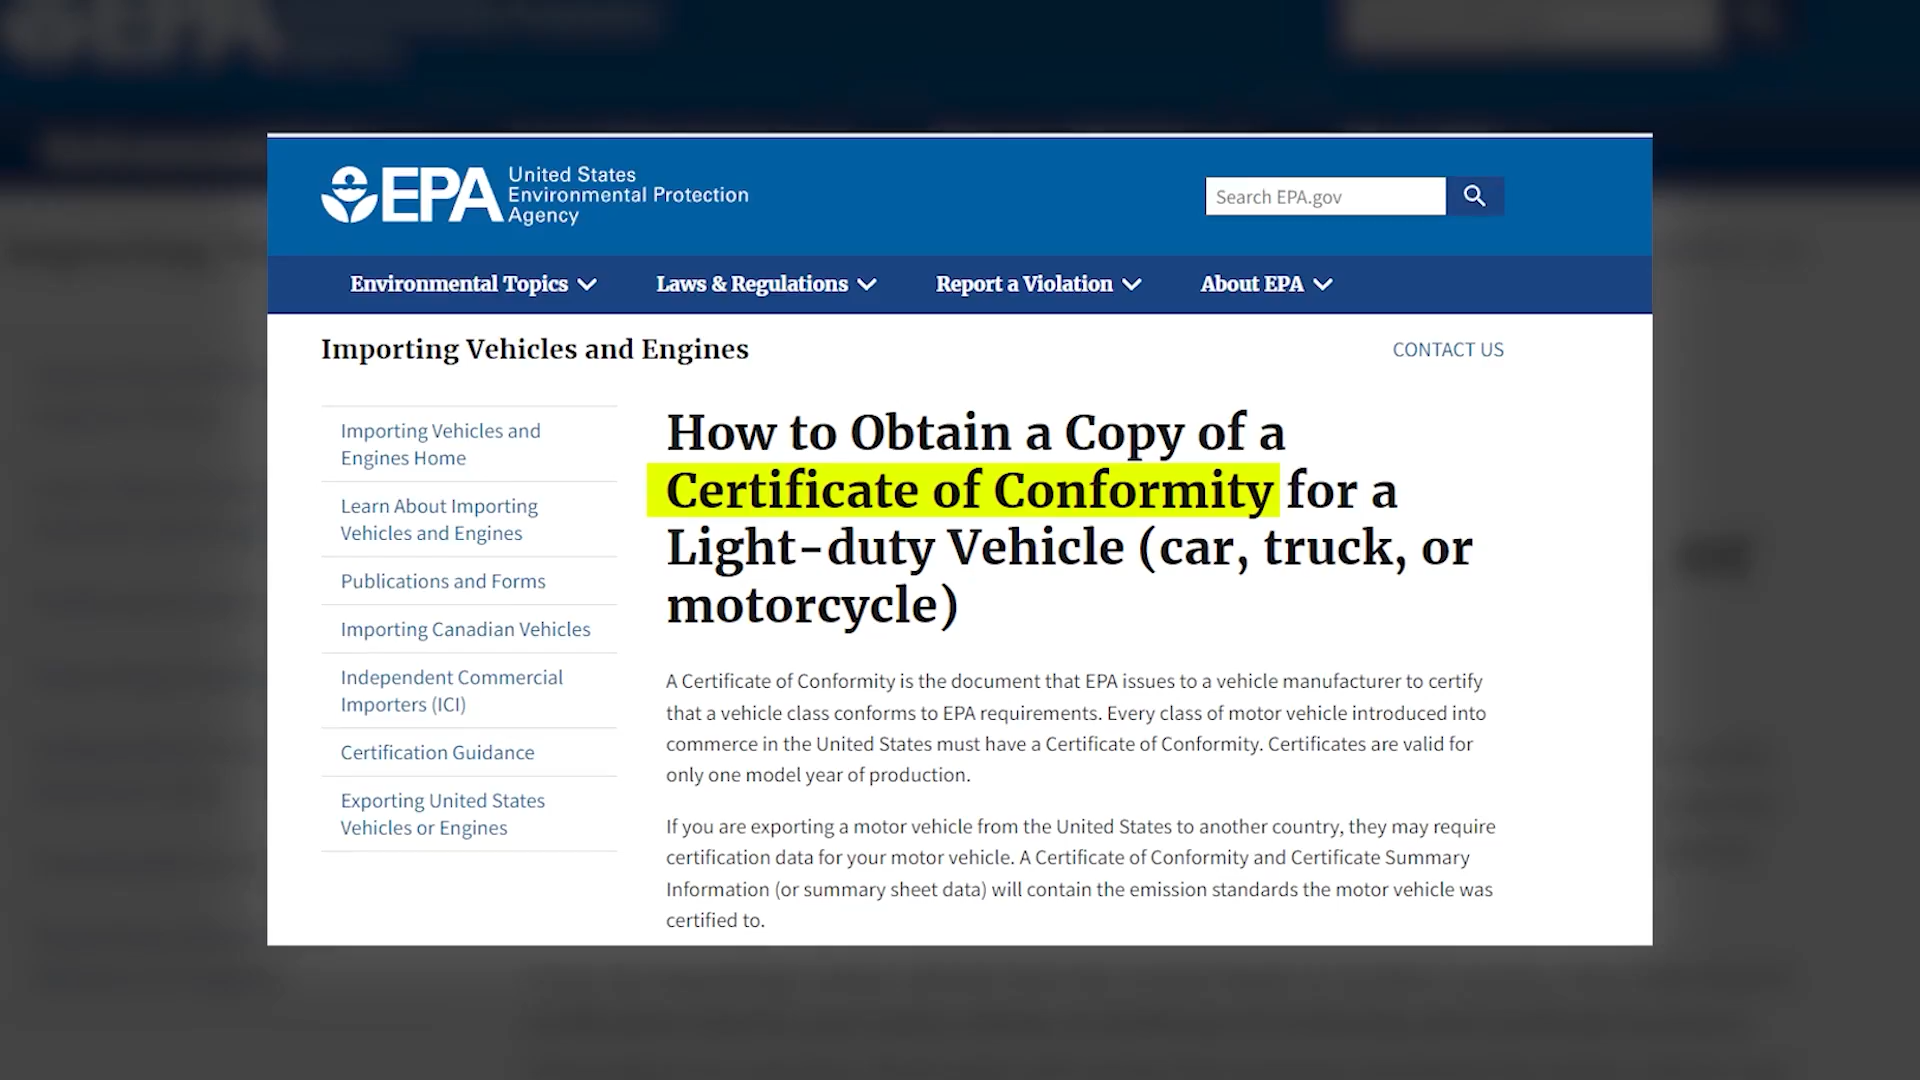 EPA United States
Environmental Protection
Agency
Search EPA.gov
Environmental Topics
Laws & Regulations
Report a Violation
About EPA
Importing Vehicles and Engines
CONTACT US
Importing Vehicles and
Engines Home
Learn About Importing
Vehicles and Engines
Publications and Forms
Importing Canadian Vehicles
Independent Commercial
Importers (ICI)
Certification Guidance
Exporting United States
Vehicles or Engines
How to Obtain a Copy of a
Certificate of Conformity for a
Light-duty Vehicle (car, truck, or
motorcycle)
A Certificate of Conformity is the document that EPA issues to a vehicle manufacturer to certify
that a vehicle class conforms to EPA requirements. Every class of motor vehicle introduced into
commerce in the United States must have a Certificate of Conformity. Certificates are valid for
only one model year of production.
If you are exporting a motor vehicle from the United States to another country, they may require
certification data for your motor vehicle. A Certificate of Conformity and Certificate Summary
Information (or summary sheet data) will contain the emission standards the motor vehicle was
certified to.